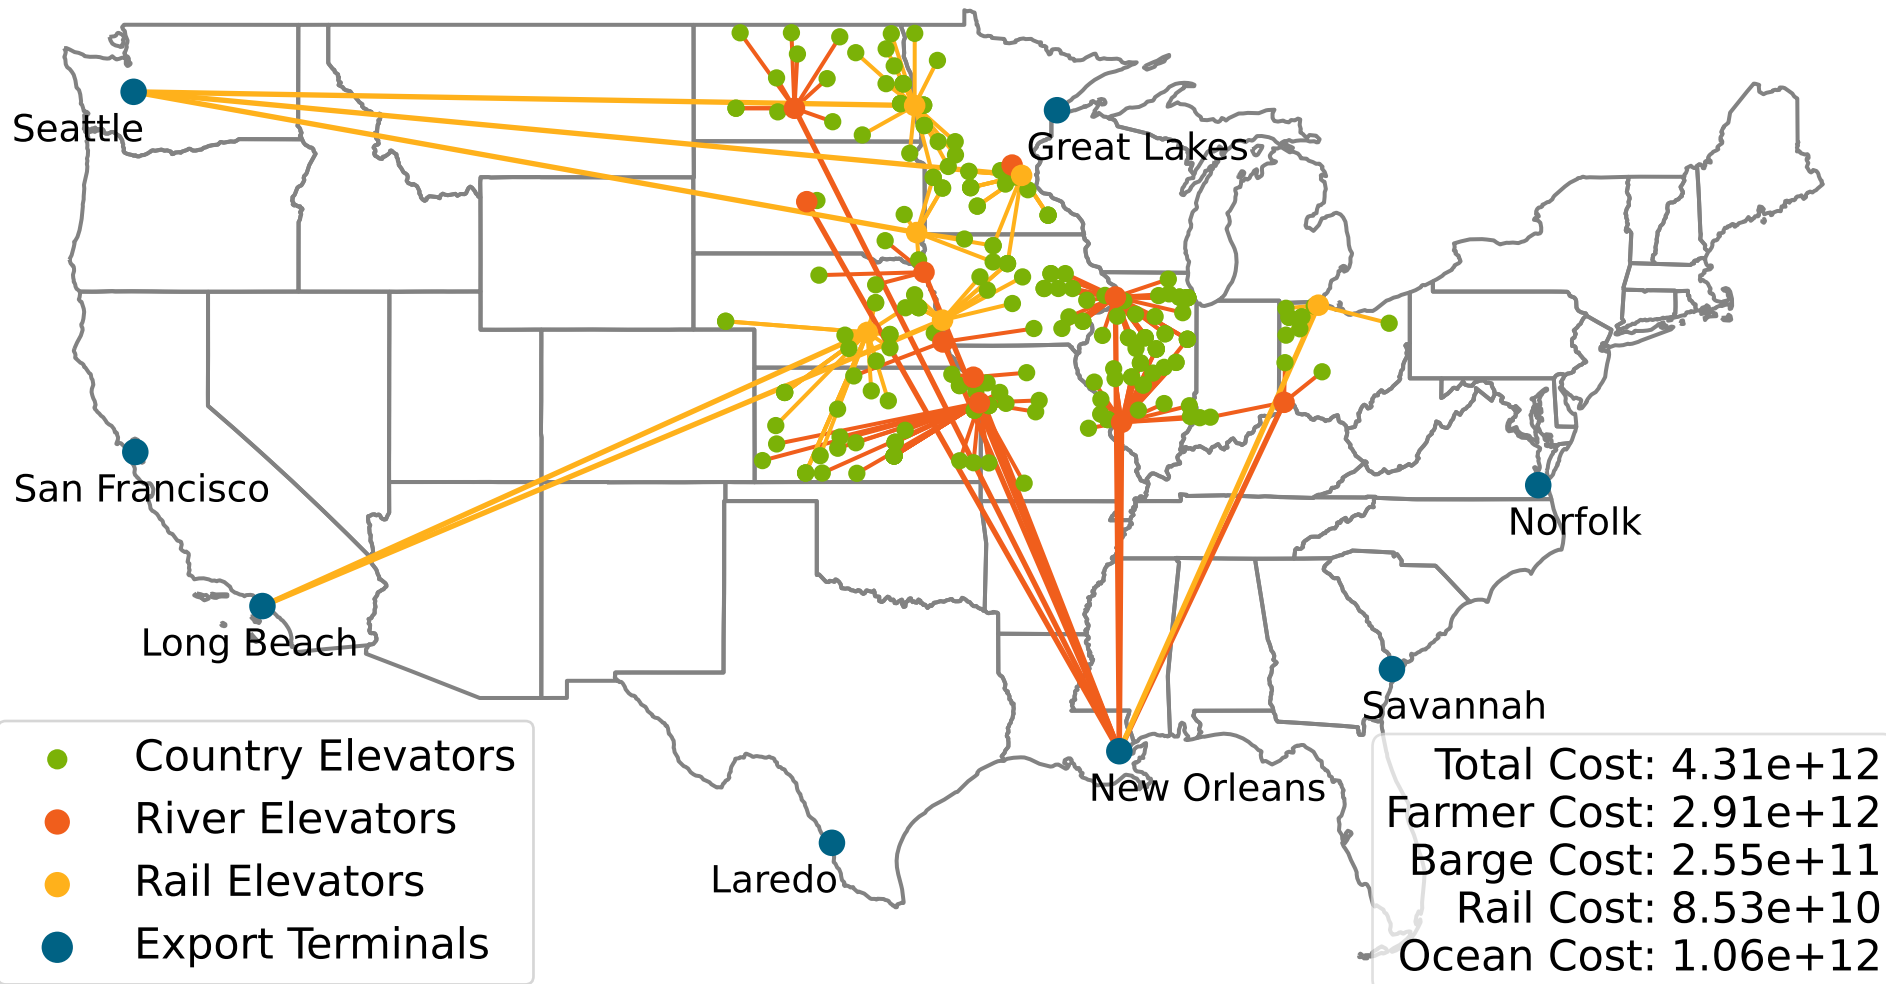 Seattle
Great Lakes
San Francisco
Norfolk
Long Beach
Savannah
New Orleans
Laredo
Country Elevators
River Elevators
Rail Elevators
Export Terminals
Total Cost: 4.31e+12
Farmer Cost: 2.91e+12
Barge Cost: 2.55e+11
Rail Cost: 8.53e+10
Ocean Cost: 1.06e+12